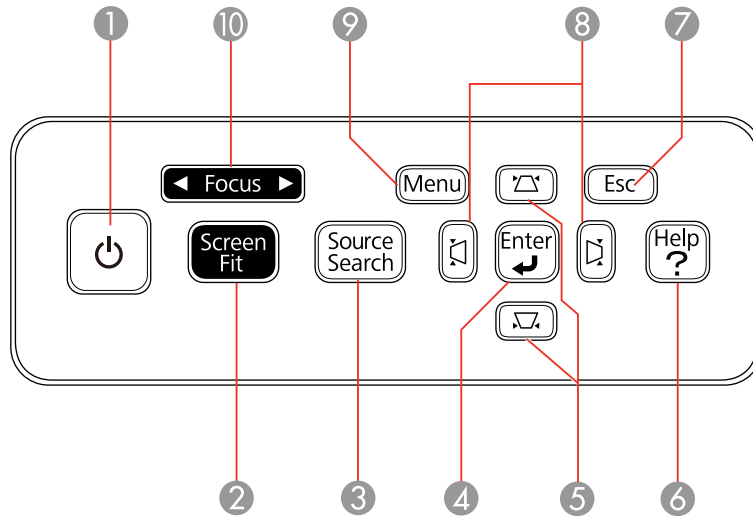 1 10 9 8 7
◄ Focus ►
Menu
Esc
Screen
Fit
Source
Search
Enter
Help
?
2 3 4 5 6